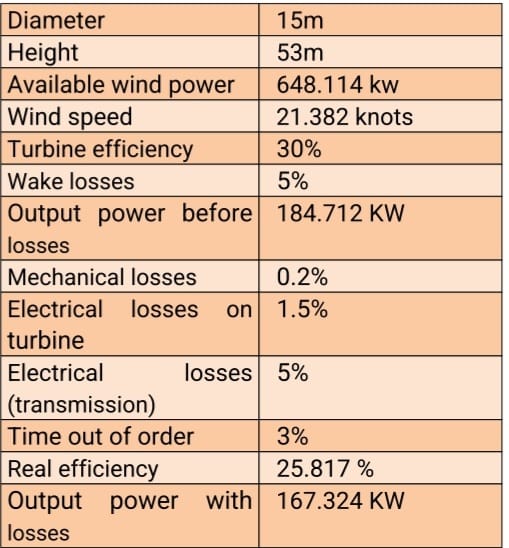 Diameter 15m
Height 53m
Available wind power 648.114 kw
Wind speed 21.382 knots
Turbine efficiency 30%
Wake losses 5%
Output power before 184.712 KW
losses
Mechanical losses 0.2%
Electrical losses on 1.5%
turbine
Electrical losses 5%
(transmission)
Time out of order 3%
Real efficiency 25.817 %
Output power with 167.324 KW
losses